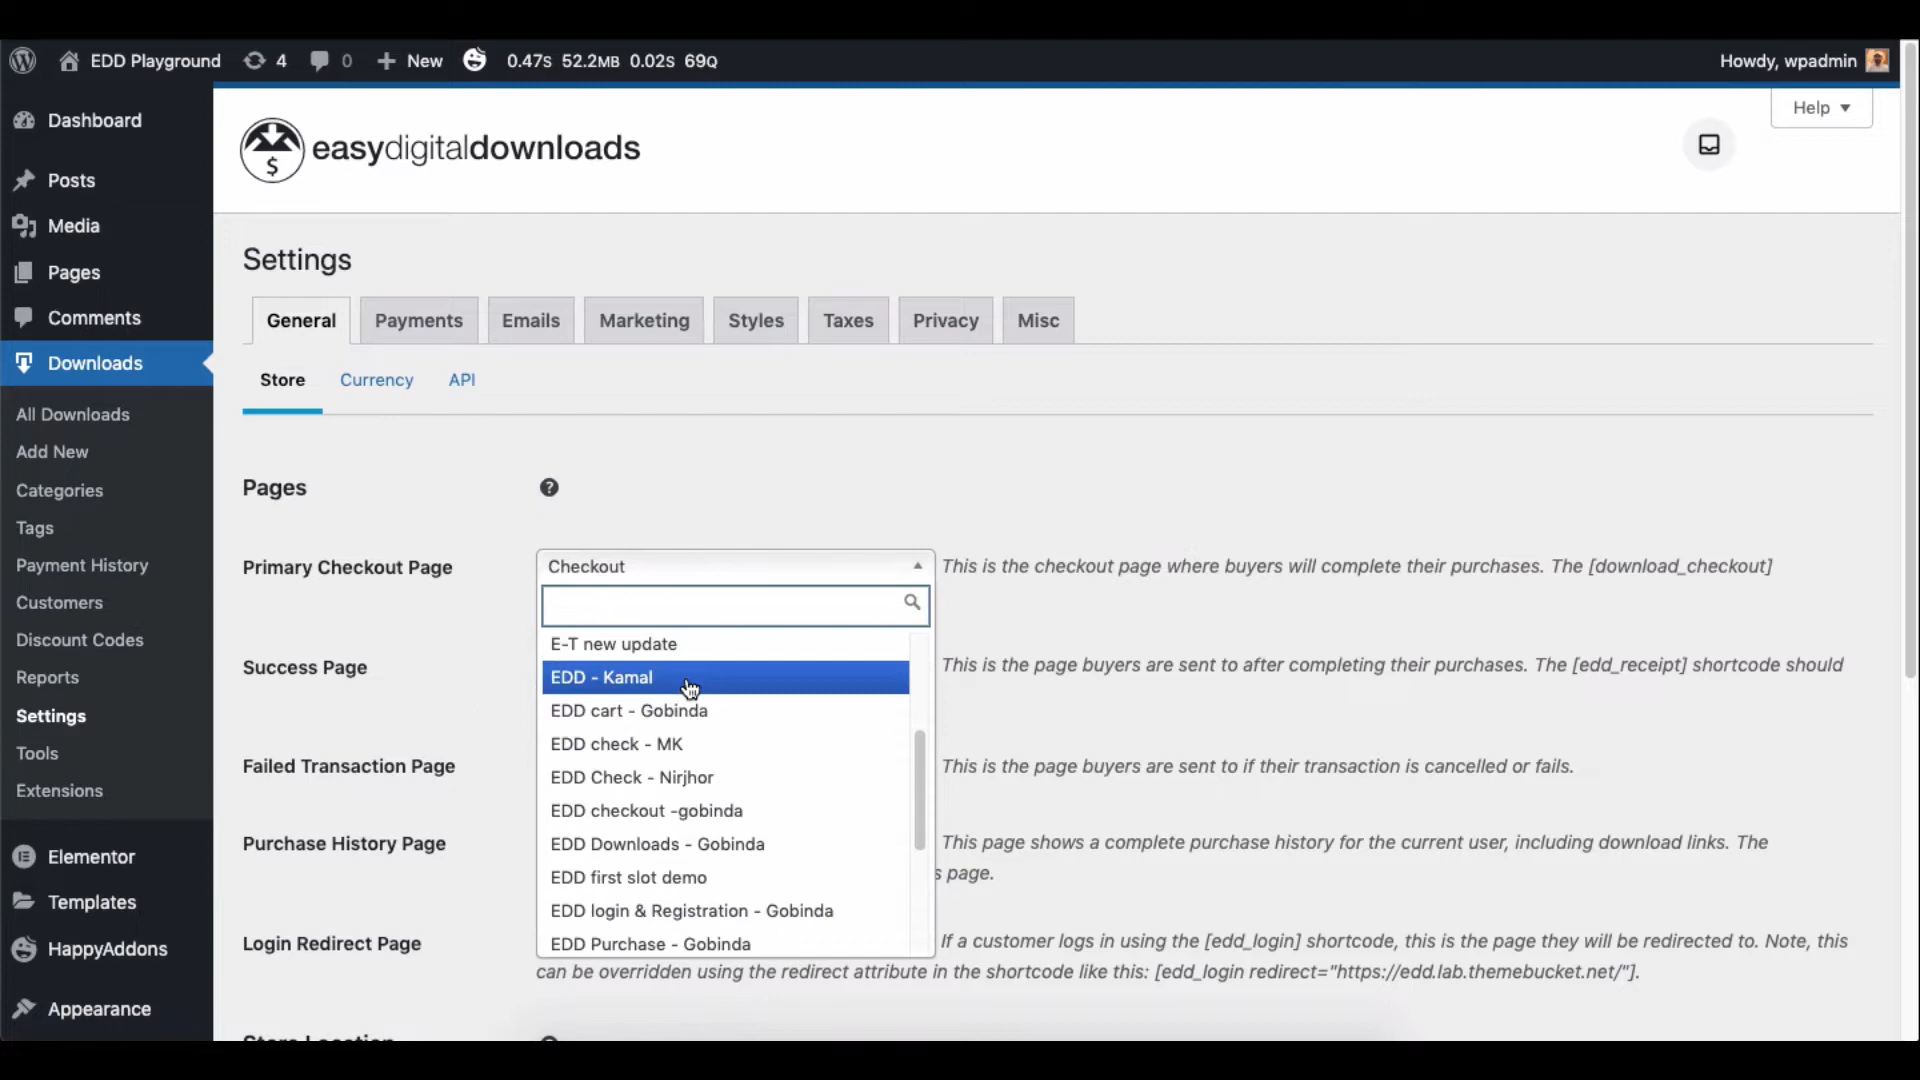 EDD Playground 4 0 New 0.47s 52.2MB 0.02s 69Q Howdy, wpadmin
Help
easydigitaldownloads
Dashboard
Posts
Media
Pages
Comments
Downloads
All Downloads
Add New
Categories
Tags
Payment History
Customers
Discount Codes
Reports
Settings
Tools
Extensions
Elementor
Templates
HappyAddons
Appearance
Settings
General Payments Emails Marketing Styles Taxes Privacy Misc
Store Currency API
Pages ?
Primary Checkout Page Checkout This is the checkout page where buyers will complete their purchases. The [download_checkout]
E-T new update
Success Page This is the page buyers are sent to after completing their purchases. The [edd_receipt] shortcode should
EDD - Kamal
EDD cart - Gobinda
EDD check - MK
Failed Transaction Page This is the page buyers are sent to if their transaction is cancelled or fails.
EDD Check - Nirjhor
EDD checkout -gobinda
Purchase History Page This page shows a complete purchase history for the current user, including download links. The
EDD Downloads - Gobinda
s page.
EDD first slot demo
EDD login & Registration - Gobinda
Login Redirect Page If a customer logs in using the [edd_login] shortcode, this is the page they will be redirected to. Note, this
EDD Purchase - Gobinda
can be overridden using the redirect attribute in the shortcode like this: [edd_login redirect="https://edd.lab.themebucket.net/"].
Store Location